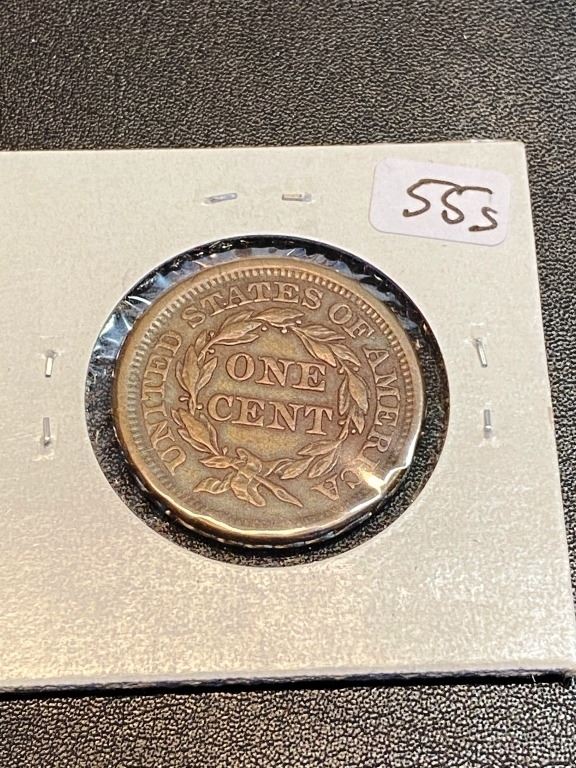 55s
UNITED STATES OF AMERICA
ONE
CENT